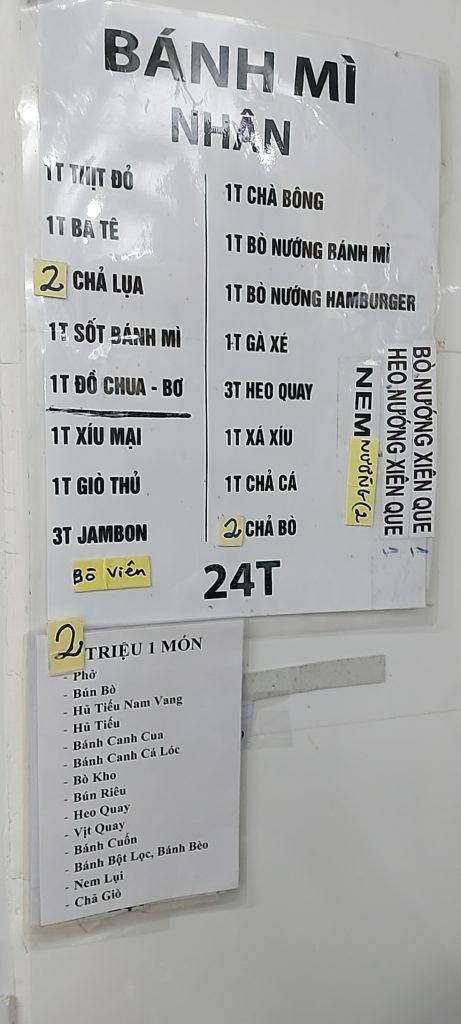 BÁNH MÌ
NHÂN
1T THỊT ĐỎ
1T BA TÊ
2 CHẢ LỤA
1T SỐT BÁNH MÌ
1T ĐỒ CHUA - BƠ
1T XÍU MẠI
1T GIÒ THỦ
3T JAMBON
Bò Viên
1T CHÀ BÔNG
1T BÒ NƯỚNG BÁNH MÌ
1T BÒ NƯỚNG HAMBURGER
1T GÀ XÉ
3T HEO QUAY
1T XÁ XÍU
1T CHẢ CÁ
2 CHẢ BÒ
24T
BÒ NƯỚNG XIÊN QUE
HEO NƯỚNG XIÊN QUE
NEM NƯỚNG (2
2 TRIỆU 1 MÓN
- Phở
- Bún Bò
- Hủ Tiếu Nam Vang
- Hủ Tiếu
- Bánh Canh Cua
- Bánh Canh Cá Lóc
- Bò Kho
- Bún Riêu
- Heo Quay
- Vịt Quay
- Bánh Cuốn
- Bánh Bột Lọc, Bánh Bèo
- Nem Lụi
- Chả Giò